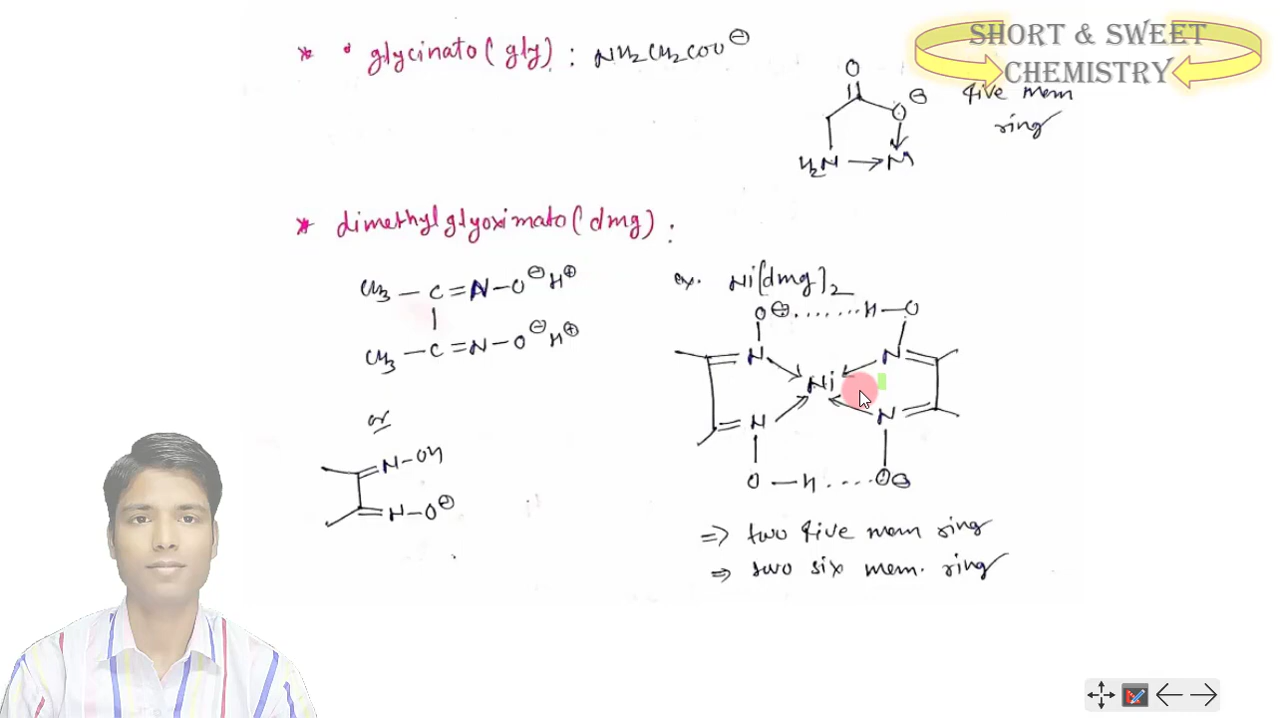 SHORT & SWEET
CHEMISTRY
* • glycinato (gly) : NH2CH2COO⊖
O
O ⊖
H2N → M
five mem
ring
* dimethylglyoximato (dmg) :
CH3 — C = N — O⊖ H⊕
CH3 — C = N — O⊖ H⊕
or
N-OH
N-O⊖
ex. Ni[dmg]2
O⊖ ....... H-O
N N
Ni
N N
O — H ..... O⊖
⇒ two five mem ring
⇒ two six mem. ring